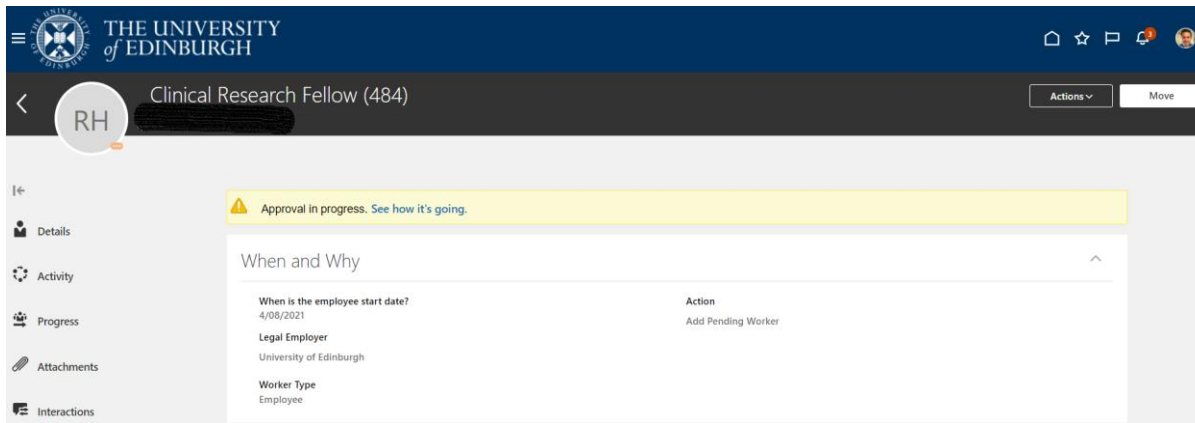 THE UNIVERSITY
of EDINBURGH
3
Clinical Research Fellow (484)
RH
Actions
Move
Approval in progress. See how it's going.
Details
When and Why
Activity
When is the employee start date?
4/08/2021
Action
Add Pending Worker
Progress
Legal Employer
University of Edinburgh
Attachments
Worker Type
Employee
Interactions